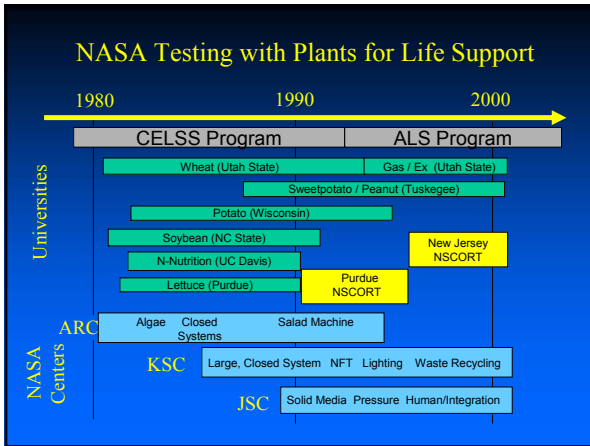 NASA Testing with Plants for Life Support
1980 1990 2000
CELSS Program ALS Program
Universities
Wheat (Utah State) Gas / Ex (Utah State)
Sweetpotato / Peanut (Tuskegee)
Potato (Wisconsin)
Soybean (NC State)
New Jersey
NSCORT
N-Nutrition (UC Davis)
Lettuce (Purdue)
Purdue
NSCORT
NASA
Centers
ARC
Algae Closed Salad Machine
Systems
KSC
Large, Closed System NFT Lighting Waste Recycling
JSC
Solid Media Pressure Human/Integration